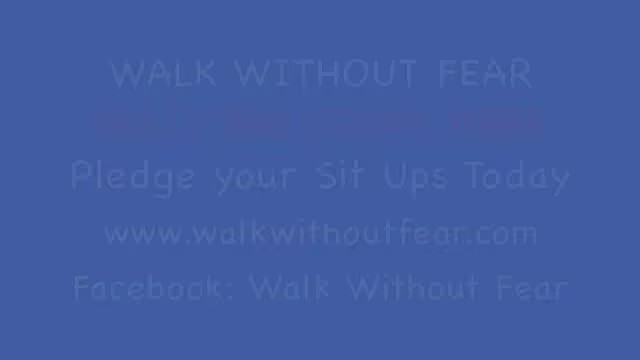 WALK WITHOUT FEAR
Pledge your Sit Ups Today
www.walkwithoutfear.com
Facebook: Walk Without Fear